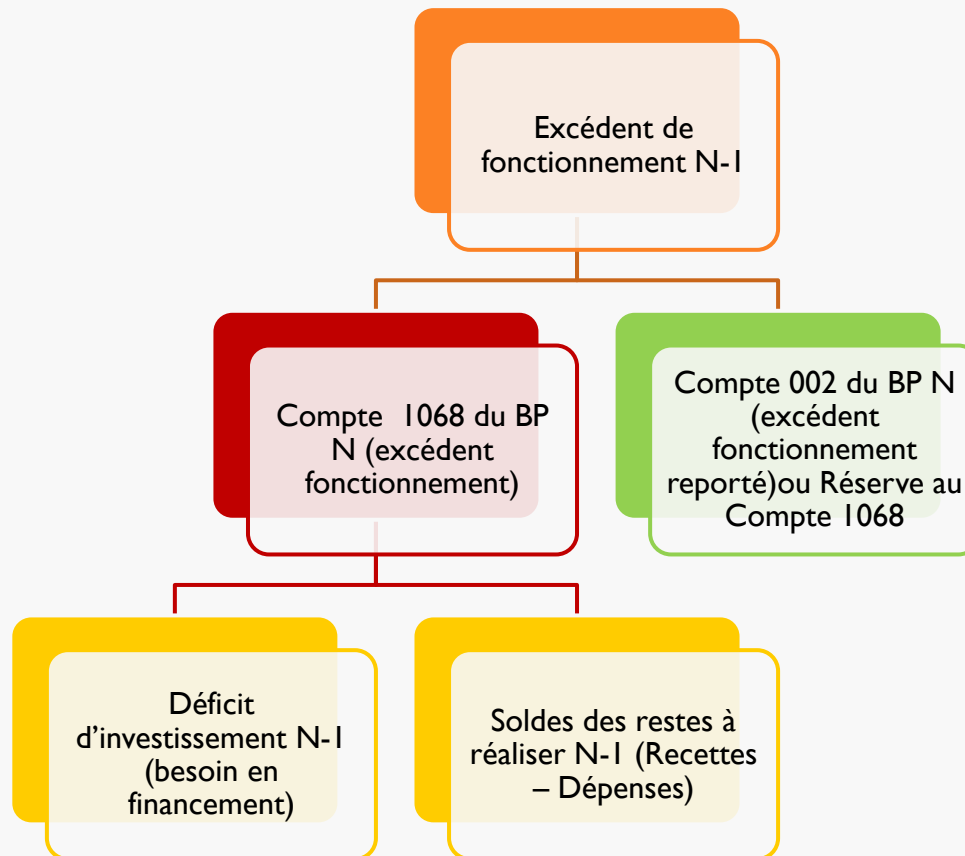 Excédent de
fonctionnement N-1
Compte  1068 du BP
N (excédent
fonctionnement)
Compte 002 du BP N
(excédent
fonctionnement
reporté)ou Réserve au
Compte 1068
Déficit
d’investissement N-1
(besoin en
financement)
Soldes des restes à
réaliser N-1 (Recettes
– Dépenses)